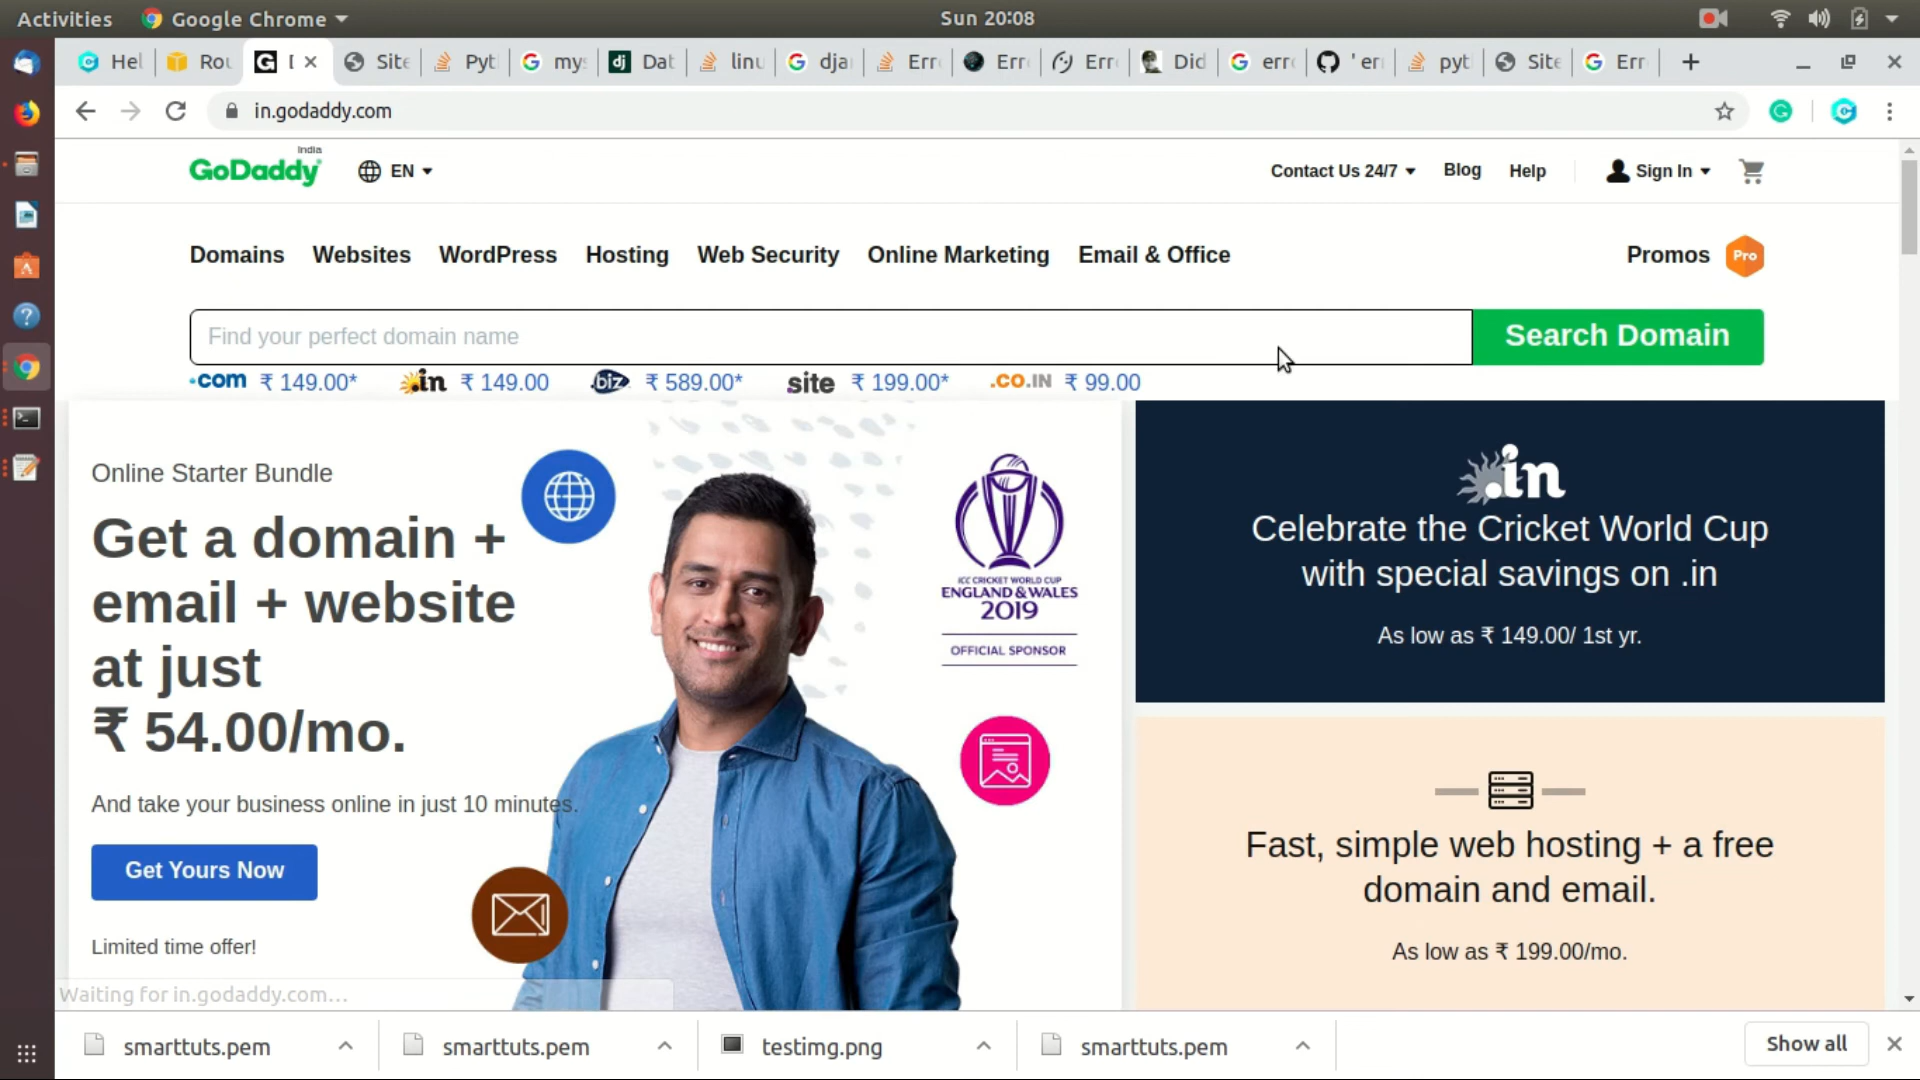 Activities Google Chrome Sun 20:08
Hel Rou [ Site Pyt my Dat linu dja Err Err Err Did err ' er pyt Site Err
in.godaddy.com
India
GoDaddy EN Contact Us 24/7 Blog Help Sign In
Domains Websites WordPress Hosting Web Security Online Marketing Email & Office Promos Pro
Find your perfect domain name Search Domain
.com ₹ 149.00* .in ₹ 149.00 .biz ₹ 589.00* site ₹ 199.00* .CO.IN ₹ 99.00
Online Starter Bundle
Get a domain +
email + website
at just
₹ 54.00/mo.
And take your business online in just 10 minutes.
Get Yours Now
Limited time offer!
ICC CRICKET WORLD CUP
ENGLAND & WALES
2019
OFFICIAL SPONSOR
.in
Celebrate the Cricket World Cup
with special savings on .in
As low as ₹ 149.00/ 1st yr.
Fast, simple web hosting + a free
domain and email.
As low as ₹ 199.00/mo.
Waiting for in.godaddy.com...
smarttuts.pem smarttuts.pem testimg.png smarttuts.pem Show all